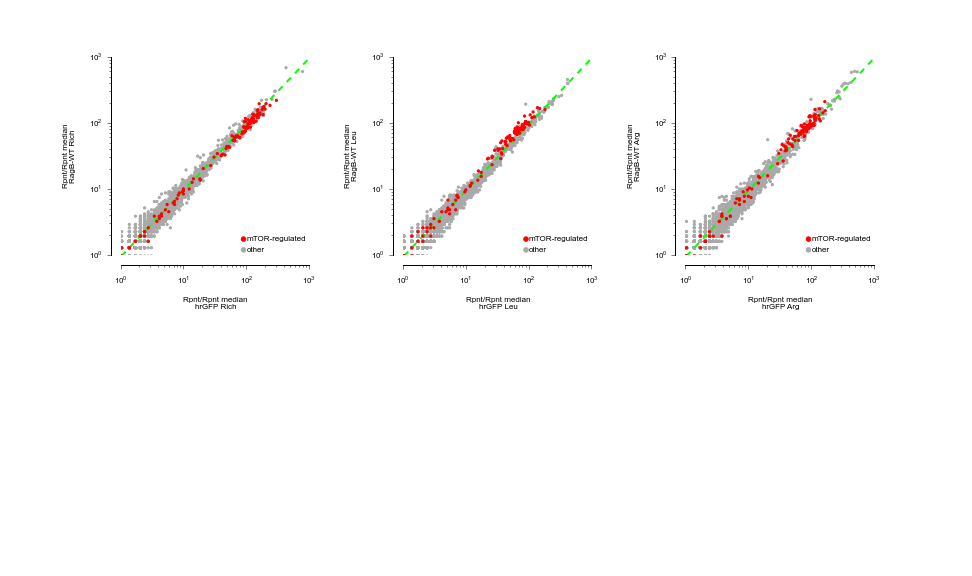 10³
10²
10¹
10⁰
Rpnt/Rpnt median
RagB-WT Rich
mTOR-regulated
other
10⁰ 10¹ 10² 10³
Rpnt/Rpnt median
hrGFP Rich
10³
10²
10¹
10⁰
Rpnt/Rpnt median
RagB-WT Leu
mTOR-regulated
other
10⁰ 10¹ 10² 10³
Rpnt/Rpnt median
hrGFP Leu
10³
10²
10¹
10⁰
Rpnt/Rpnt median
RagB-WT Arg
mTOR-regulated
other
10⁰ 10¹ 10² 10³
Rpnt/Rpnt median
hrGFP Arg